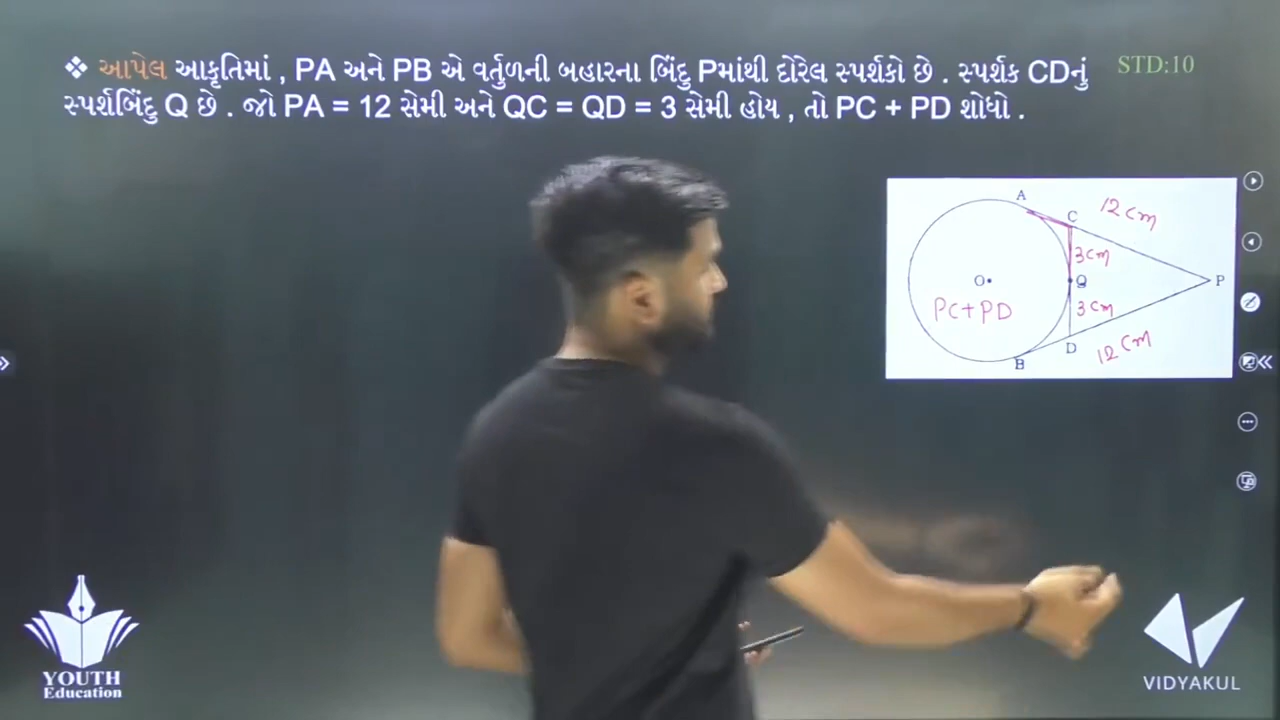 ❖ આપેલ આકૃતિમાં , PA અને PB એ વર્તુળની બહારના બિંદુ Pમાંથી દોરેલ સ્પર્શકો છે . સ્પર્શક CDનું
સ્પર્શબિંદુ Q છે . જો PA = 12 સેમી અને QC = QD = 3 સેમી હોય , તો PC + PD શોધો .
STD:10
A
C
12 cm
3 cm
O
Q
P
PC+PD
3 cm
D
12 cm
B
YOUTH
Education
VIDYAKUL